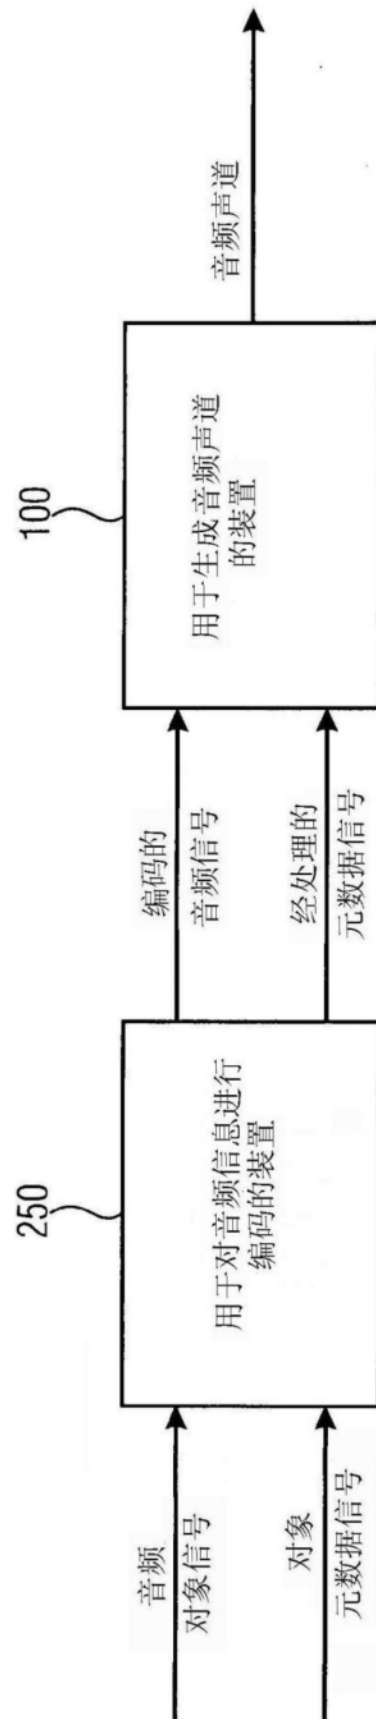 音频
对象信号
对象
元数据信号
250
用于对音频信息进行
编码的装置
编码的
音频信号
经处理的
元数据信号
100
用于生成音频声道
的装置
音频声道